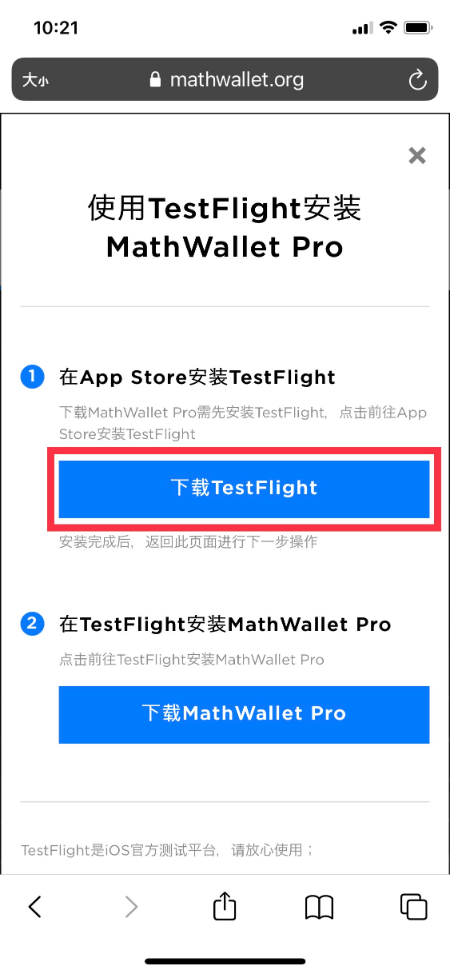 10:21
大小
mathwallet.org
使用TestFlight安装
MathWallet Pro
1
在App Store安装TestFlight
下载MathWallet Pro需先安装TestFlight，点击前往App
Store安装TestFlight
下载TestFlight
安装完成后，返回此页面进行下一步操作
2
在TestFlight安装MathWallet Pro
点击前往TestFlight安装MathWallet Pro
下载MathWallet Pro
TestFlight是iOS官方测试平台，请放心使用；